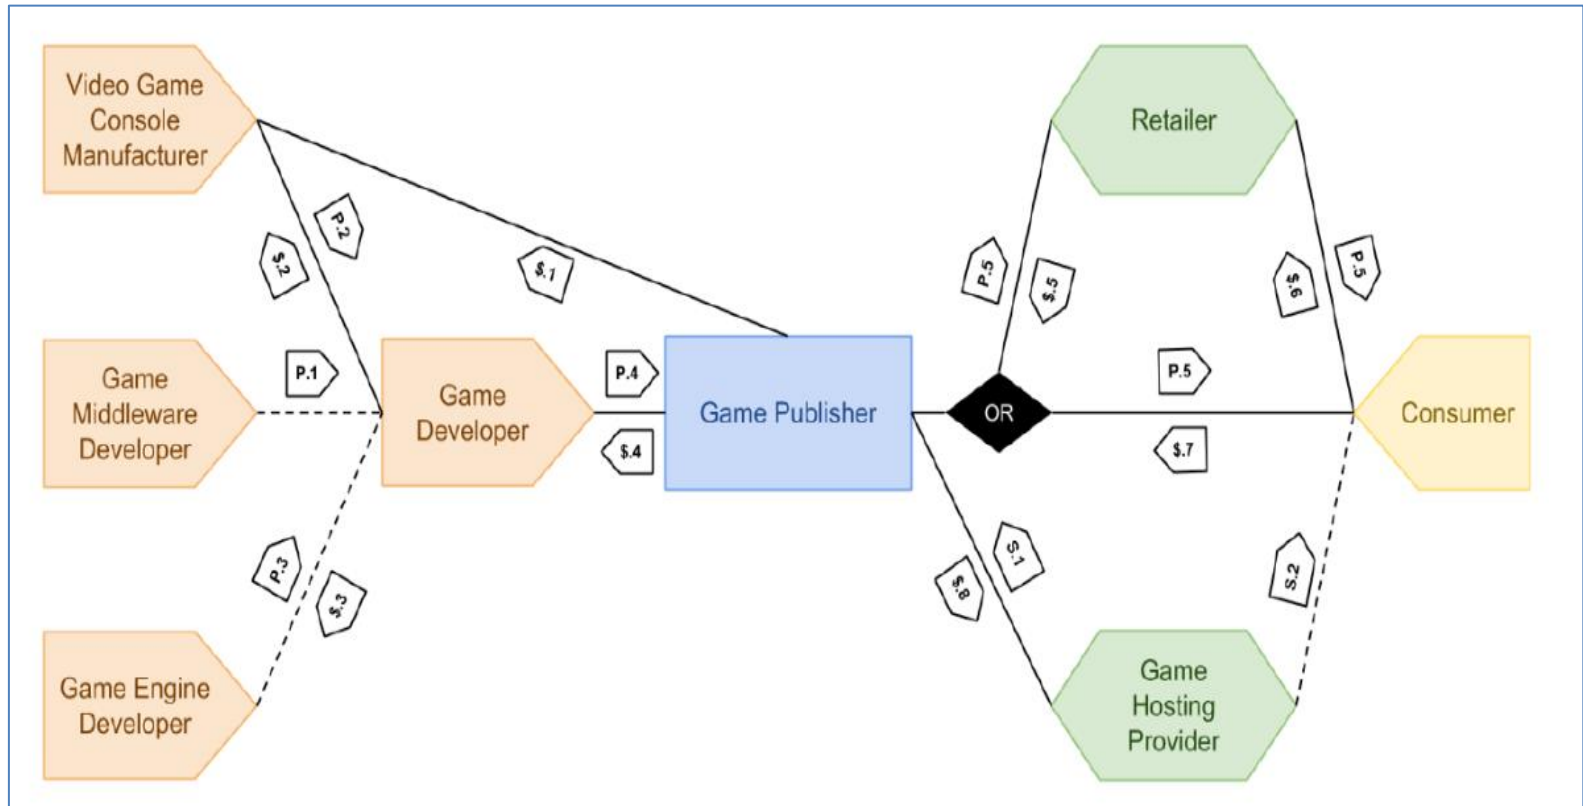 Video Game
Console
Manufacturer
Retailer
P.2
$.2
$.1
P.5
$.5
$.6
P.5
Game
Middleware
Developer
P.1
Game
Developer
P.4
$.4
Game Publisher
OR
P.5
$.7
Consumer
P.3
$.3
$.8
S.1
S.2
Game Engine
Developer
Game
Hosting
Provider